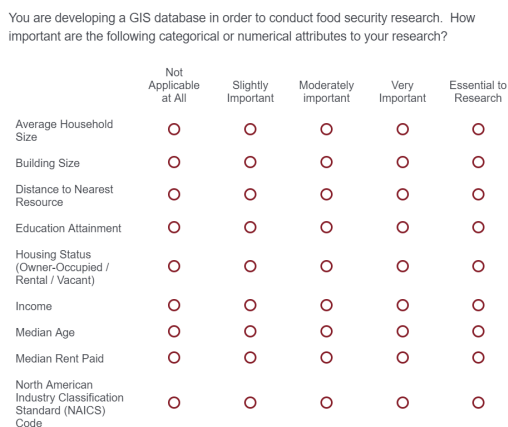 You are developing a GIS database in order to conduct food security research.  How
important are the following categorical or numerical attributes to your research?
Not
Applicable
at All
Slightly
Important
Moderately
important
Very
Important
Essential to
Research
Average Household
Size
Building Size
Distance to Nearest
Resource
Education Attainment
Housing Status
(Owner-Occupied /
Rental / Vacant)
Income
Median Age
Median Rent Paid
North American
Industry Classification
Standard (NAICS)
Code